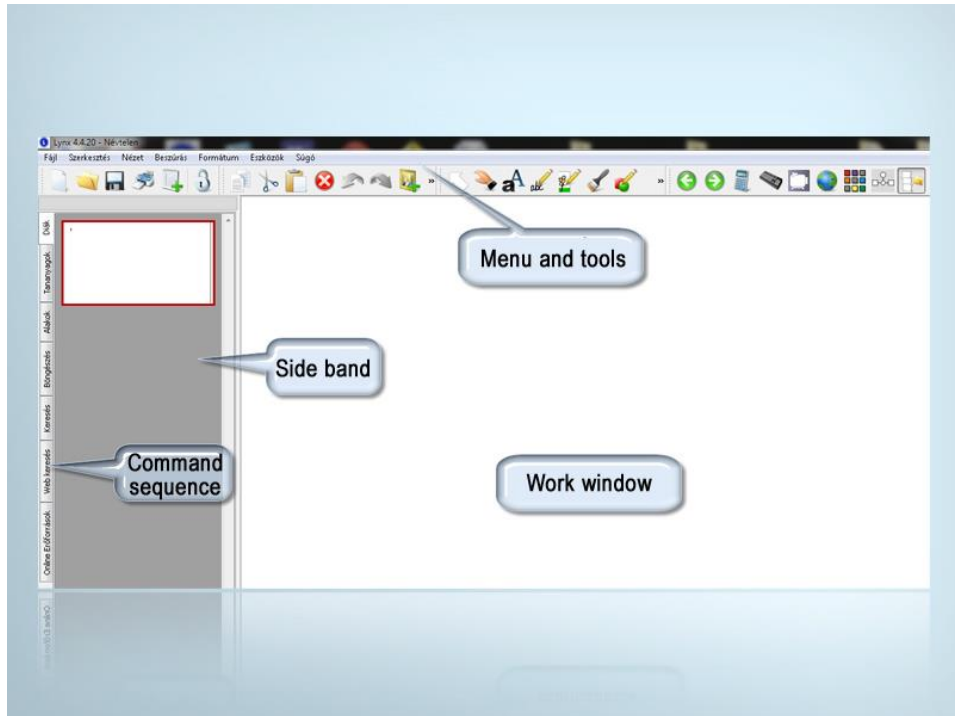 Lynx 4.4.20 - Névtelen
Fájl Szerkesztés Nézet Beszúrás Formátum Eszközök Súgó
Menu and tools
Side band
Command
sequence
Work window
Diák
Tananyagok
Alakok
Böngészés
Keresés
Web keresés
Online Erőforrások